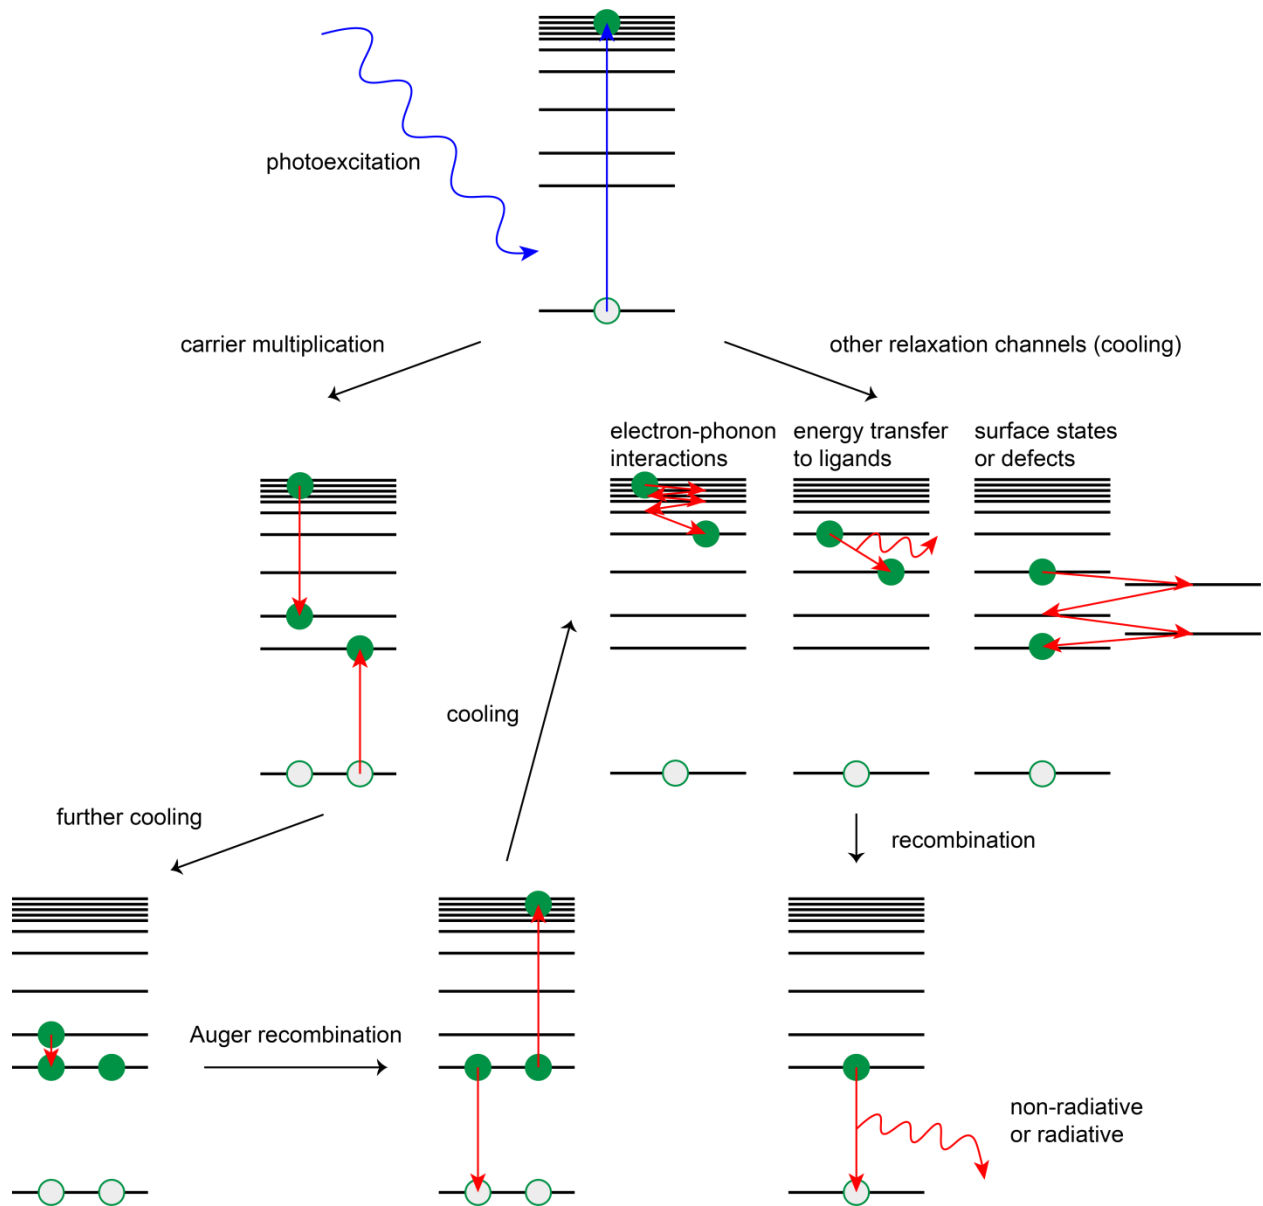 photoexcitation
carrier multiplication
other relaxation channels (cooling)
electron-phonon
interactions
energy transfer
to ligands
surface states
or defects
cooling
further cooling
recombination
Auger recombination
non-radiative
or radiative